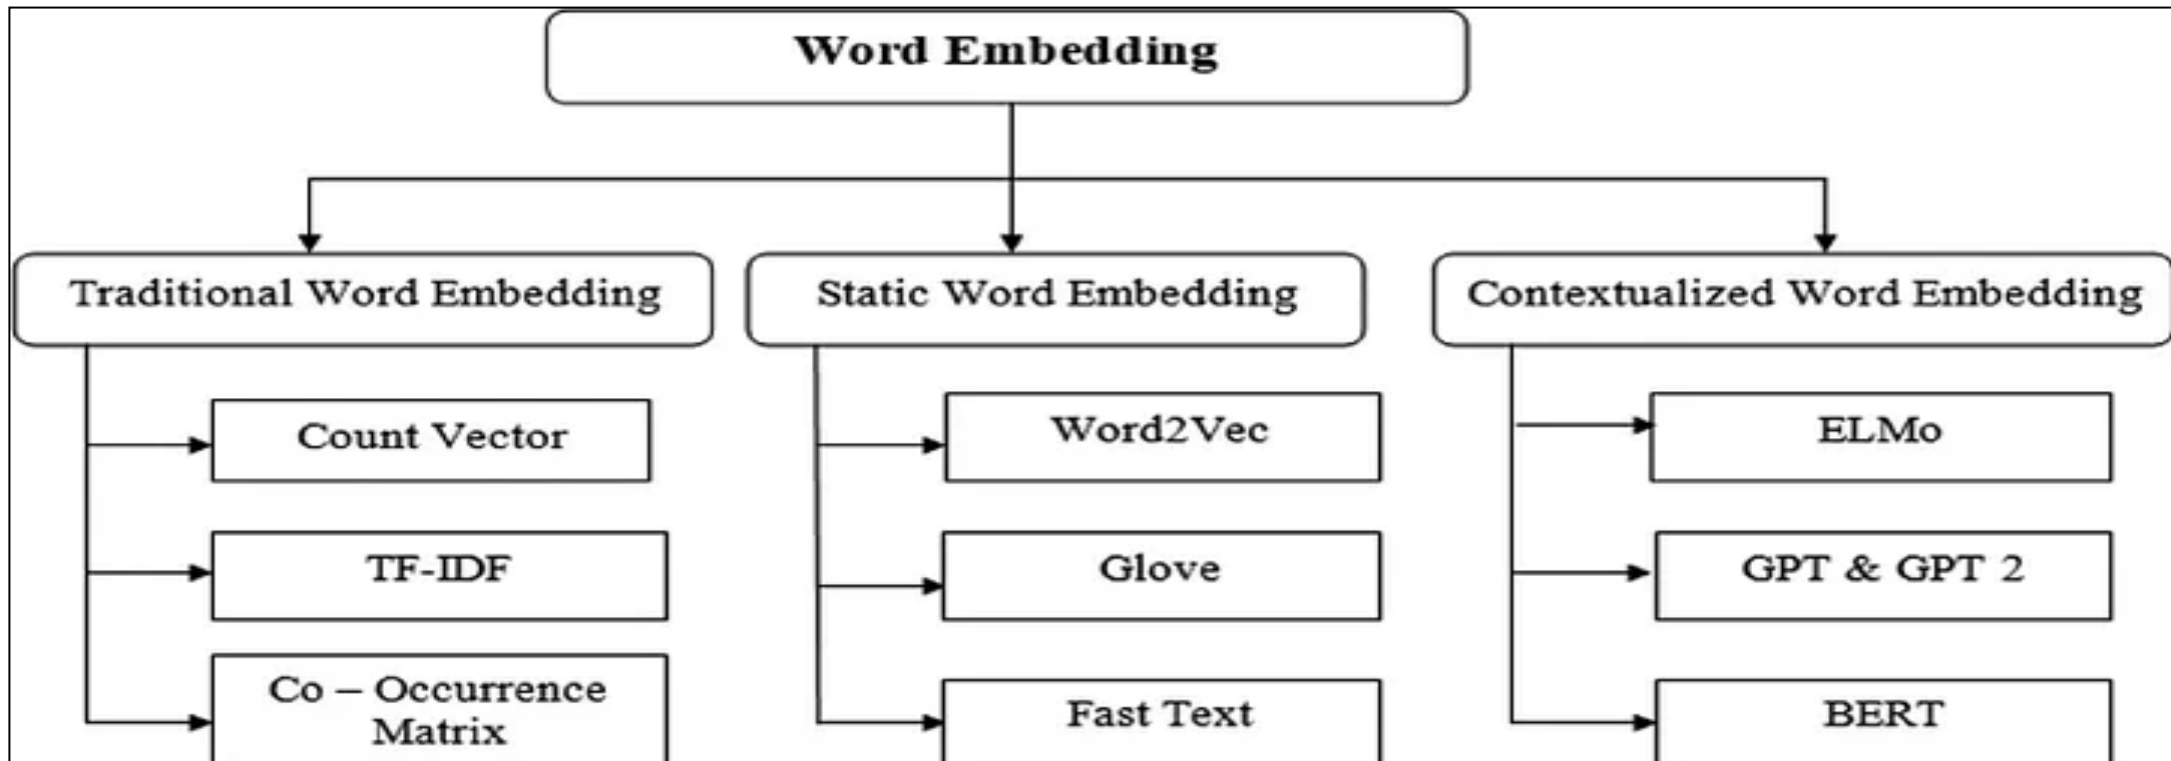 Word Embedding
Traditional Word Embedding
Static Word Embedding
Contextualized Word Embedding
Count Vector
TF-IDF
Co – Occurrence
Matrix
Word2Vec
Glove
Fast Text
ELMo
GPT & GPT 2
BERT